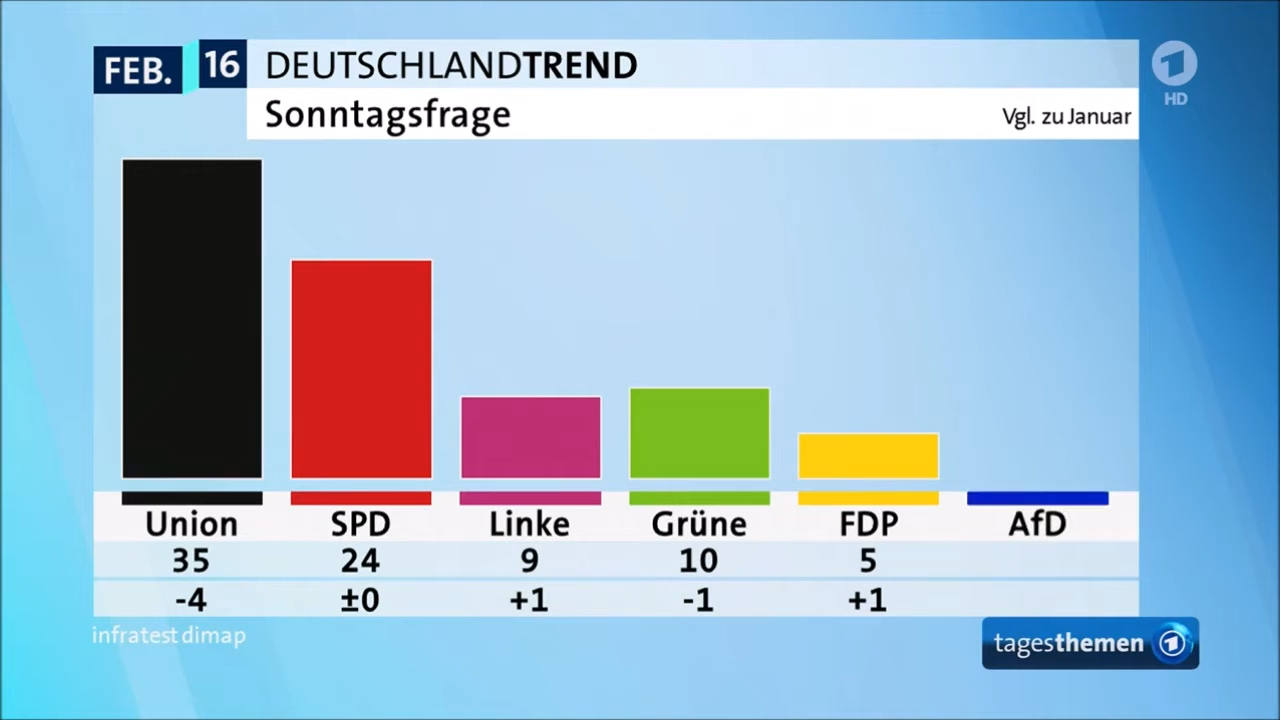 FEB. 16 DEUTSCHLANDTREND
Sonntagsfrage Vgl. zu Januar
HD
Union SPD Linke Grüne FDP AfD
35 24 9 10 5
-4 ±0 +1 -1 +1
infratest dimap
tagesthemen 1